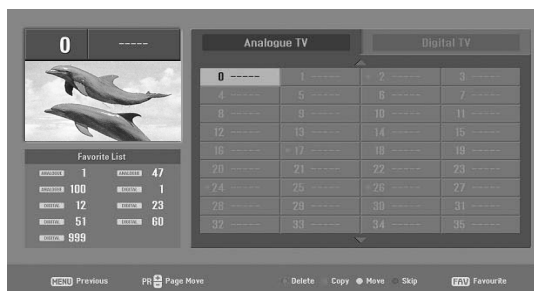 0 -----
Analogue TV Digital TV
0 ----- 1 ----- 2 ----- 3 -----
4 ----- 5 ----- 6 ----- 7 -----
8 ----- 9 ----- 10 ----- 11 -----
12 ----- 13 ----- 14 ----- 15 -----
16 ----- 17 ----- 18 ----- 19 -----
20 ----- 21 ----- 22 ----- 23 -----
24 ----- 25 ----- 26 ----- 27 -----
28 ----- 29 ----- 30 ----- 31 -----
32 ----- 33 ----- 34 ----- 35 -----
Favorite List
ANALOGUE 1 ANALOGUE 47
ANALOGUE 100 DIGITAL 1
DIGITAL 12 DIGITAL 23
DIGITAL 51 DIGITAL 60
DIGITAL 999
MENU Previous PR Page Move Delete Copy Move Skip FAV Favourite